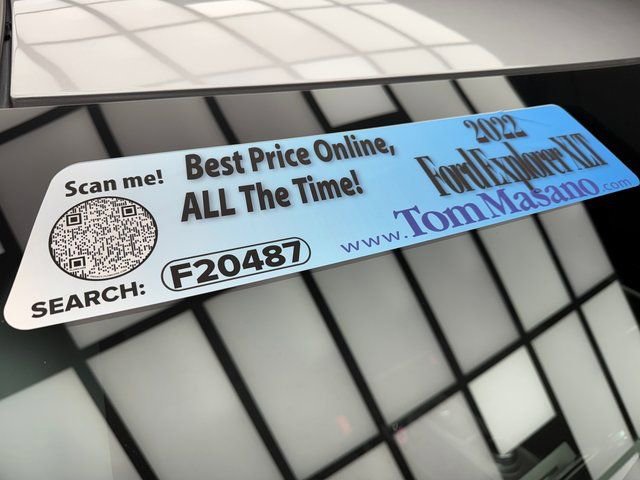 Scan me!
SEARCH:
Best Price Online,
ALL The Time!
F20487
2022
Ford Explorer XLT
www.TomMasano.com